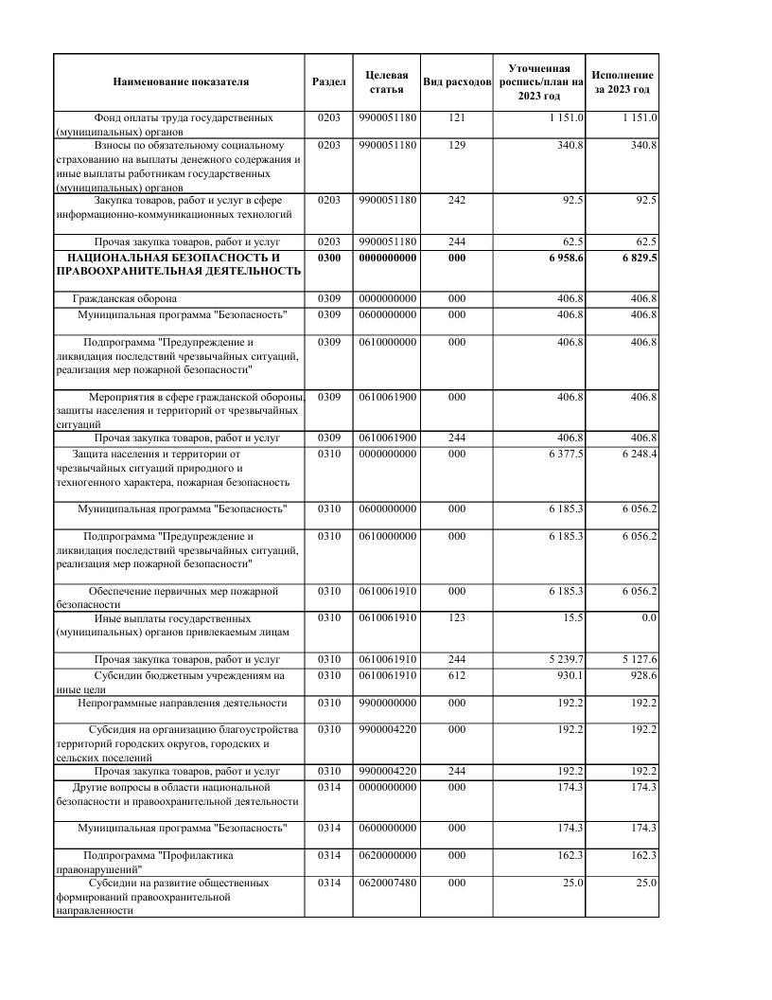 Наименование показателя Раздел Целевая статья Вид расходов Уточненная роспись/план на 2023 год Исполнение за 2023 год
Фонд оплаты труда государственных 0203 9900051180 121 1 151.0 1 151.0
(муниципальных) органов
Взносы по обязательному социальному 0203 9900051180 129 340.8 340.8
страхованию на выплаты денежного содержания и
иные выплаты работникам государственных
(муниципальных) органов
Закупка товаров, работ и услуг в сфере 0203 9900051180 242 92.5 92.5
информационно-коммуникационных технологий
Прочая закупка товаров, работ и услуг 0203 9900051180 244 62.5 62.5
НАЦИОНАЛЬНАЯ БЕЗОПАСНОСТЬ И 0300 0000000000 000 6 958.6 6 829.5
ПРАВООХРАНИТЕЛЬНАЯ ДЕЯТЕЛЬНОСТЬ
Гражданская оборона 0309 0000000000 000 406.8 406.8
Муниципальная программа "Безопасность" 0309 0600000000 000 406.8 406.8
Подпрограмма "Предупреждение и 0309 0610000000 000 406.8 406.8
ликвидация последствий чрезвычайных ситуаций,
реализация мер пожарной безопасности"
Мероприятия в сфере гражданской обороны, 0309 0610061900 000 406.8 406.8
защиты населения и территорий от чрезвычайных
ситуаций
Прочая закупка товаров, работ и услуг 0309 0610061900 244 406.8 406.8
Защита населения и территории от 0310 0000000000 000 6 377.5 6 248.4
чрезвычайных ситуаций природного и
техногенного характера, пожарная безопасность
Муниципальная программа "Безопасность" 0310 0600000000 000 6 185.3 6 056.2
Подпрограмма "Предупреждение и 0310 0610000000 000 6 185.3 6 056.2
ликвидация последствий чрезвычайных ситуаций,
реализация мер пожарной безопасности"
Обеспечение первичных мер пожарной 0310 0610061910 000 6 185.3 6 056.2
безопасности
Иные выплаты государственных 0310 0610061910 123 15.5 0.0
(муниципальных) органов привлекаемым лицам
Прочая закупка товаров, работ и услуг 0310 0610061910 244 5 239.7 5 127.6
Субсидии бюджетным учреждениям на 0310 0610061910 612 930.1 928.6
иные цели
Непрограммные направления деятельности 0310 9900000000 000 192.2 192.2
Субсидия на организацию благоустройства 0310 9900004220 000 192.2 192.2
территорий городских округов, городских и
сельских поселений
Прочая закупка товаров, работ и услуг 0310 9900004220 244 192.2 192.2
Другие вопросы в области национальной 0314 0000000000 000 174.3 174.3
безопасности и правоохранительной деятельности
Муниципальная программа "Безопасность" 0314 0600000000 000 174.3 174.3
Подпрограмма "Профилактика 0314 0620000000 000 162.3 162.3
правонарушений"
Субсидии на развитие общественных 0314 0620007480 000 25.0 25.0
формирований правоохранительной
направленности